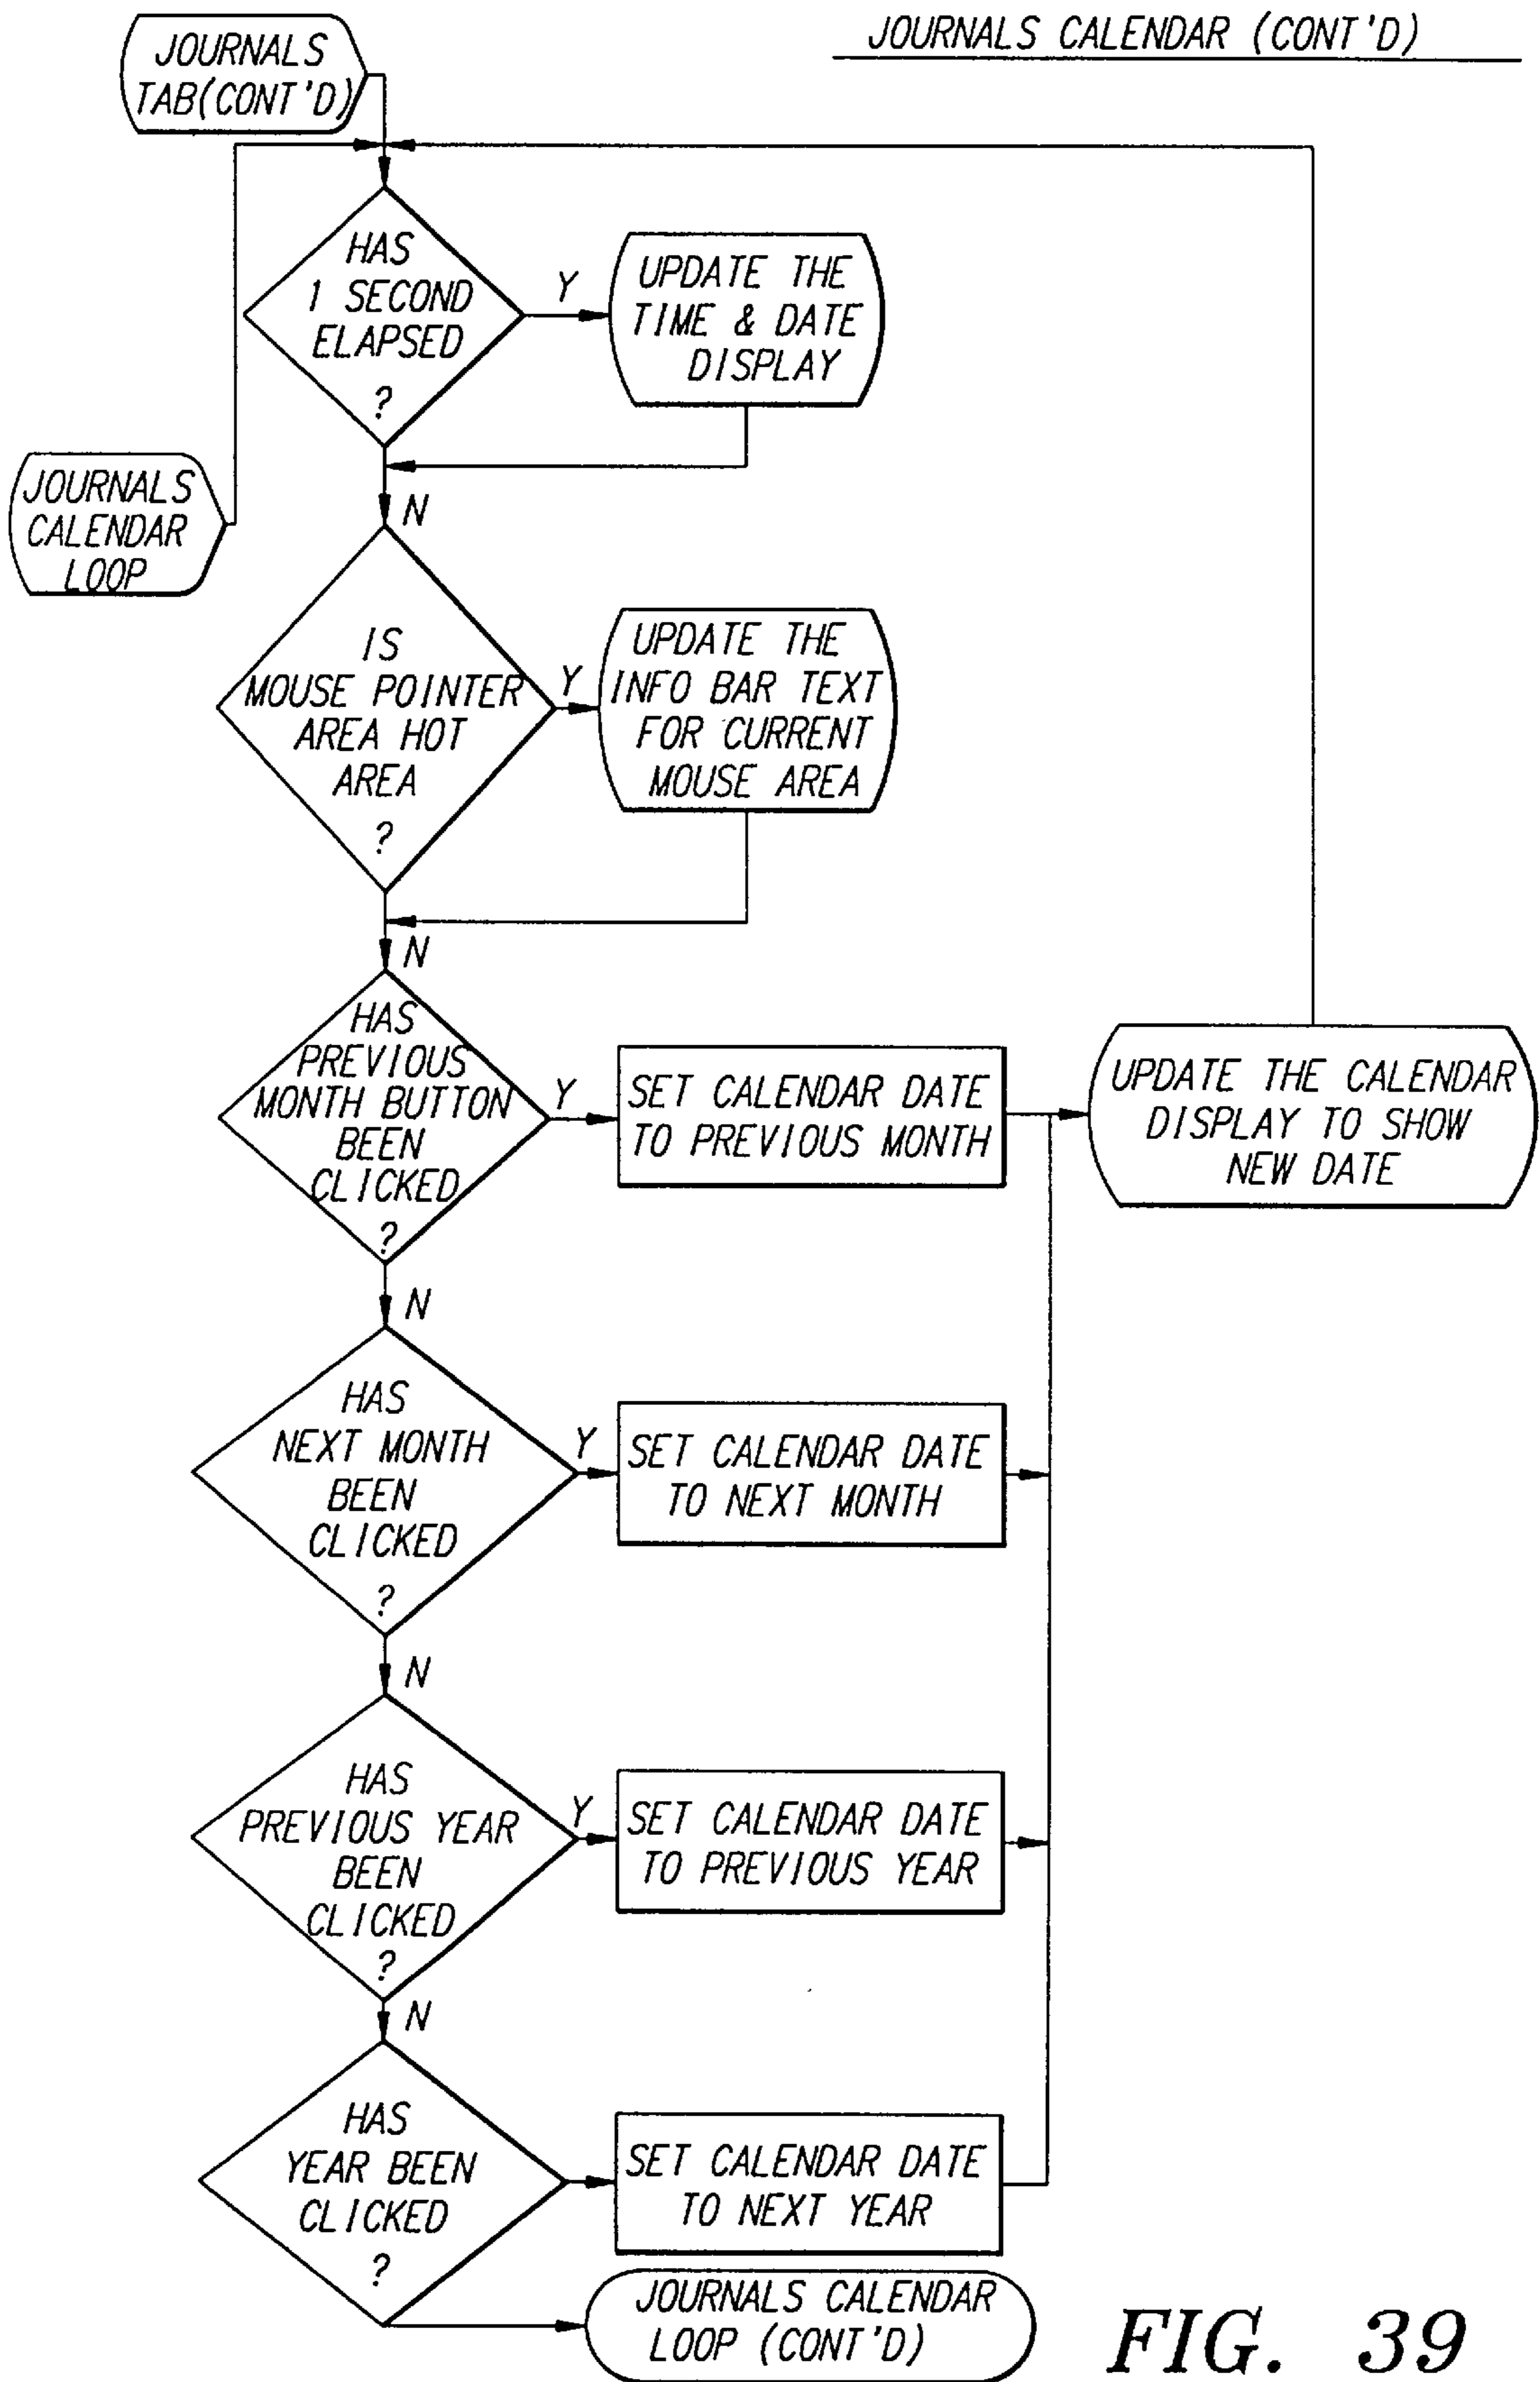 JOURNALS CALENDAR (CONT'D)
JOURNALS
TAB(CONT'D)
HAS
1 SECOND
ELAPSED
?
Y
UPDATE THE
TIME & DATE
DISPLAY
JOURNALS
CALENDAR
LOOP
N
IS
MOUSE POINTER
AREA HOT
AREA
?
Y
UPDATE THE
INFO BAR TEXT
FOR CURRENT
MOUSE AREA
N
HAS
PREVIOUS
MONTH BUTTON
BEEN
CLICKED
?
Y
SET CALENDAR DATE
TO PREVIOUS MONTH
UPDATE THE CALENDAR
DISPLAY TO SHOW
NEW DATE
N
HAS
NEXT MONTH
BEEN
CLICKED
?
Y
SET CALENDAR DATE
TO NEXT MONTH
N
HAS
PREVIOUS YEAR
BEEN
CLICKED
?
Y
SET CALENDAR DATE
TO PREVIOUS YEAR
N
HAS
YEAR BEEN
CLICKED
?
SET CALENDAR DATE
TO NEXT YEAR
JOURNALS CALENDAR
LOOP (CONT'D)
FIG. 39